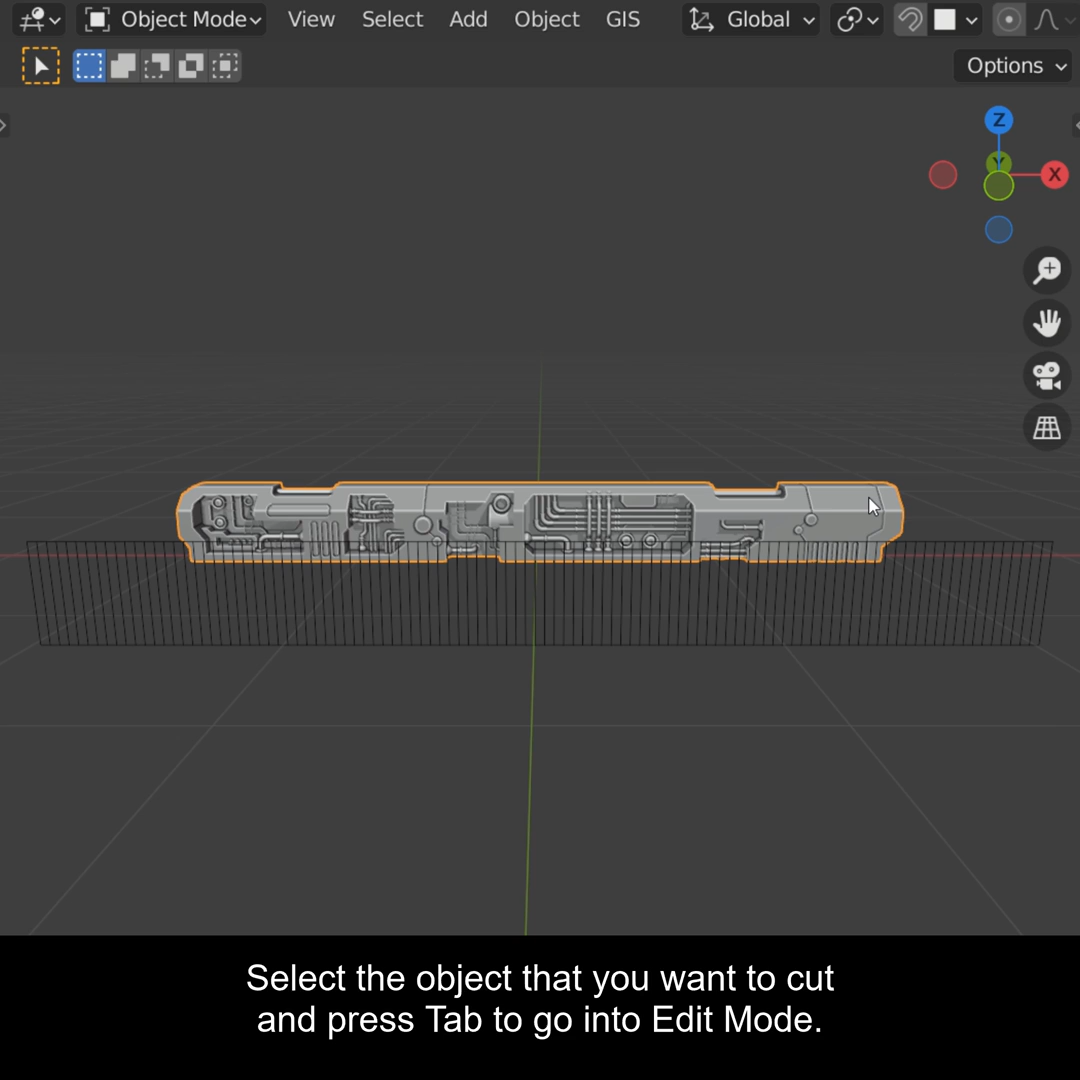 Object Mode View Select Add Object GIS Global
Options
Z
Y
X
Select the object that you want to cut
and press Tab to go into Edit Mode.